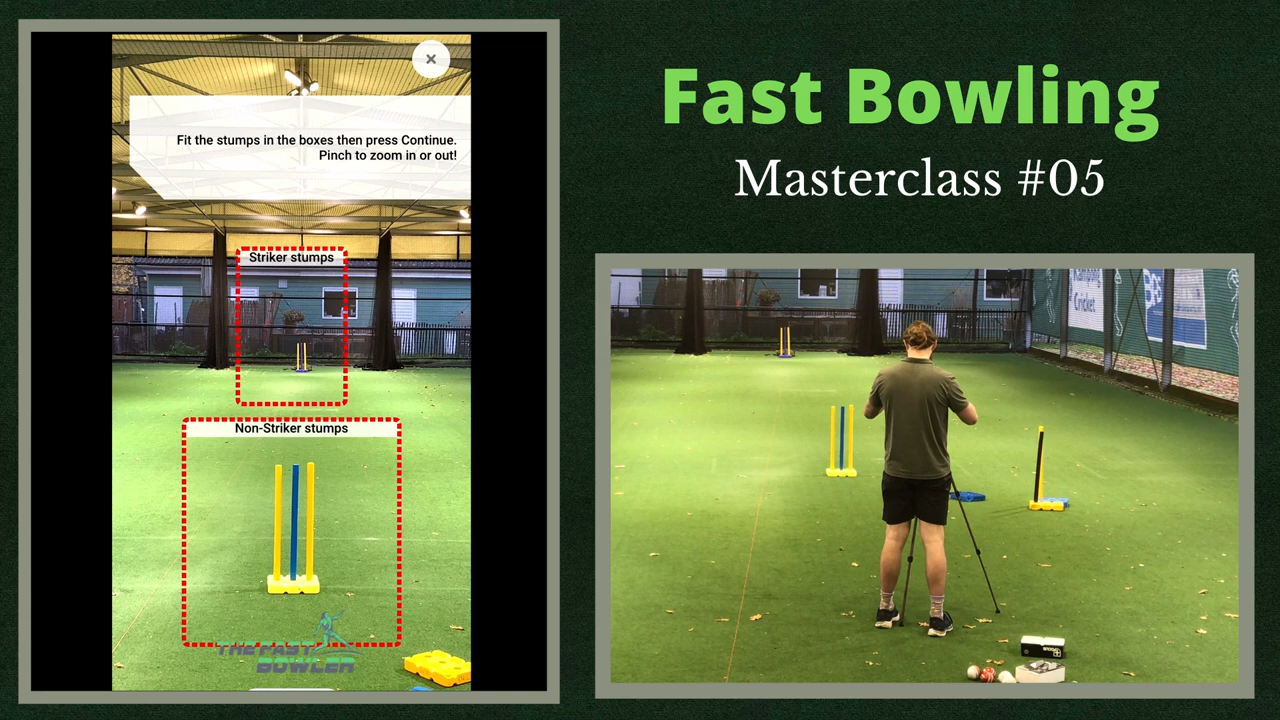 ×
Fit the stumps in the boxes then press Continue.
Pinch to zoom in or out!
Striker stumps
Non-Striker stumps
THE FAST
BOWLER
Fast Bowling
Masterclass #05
Cricket